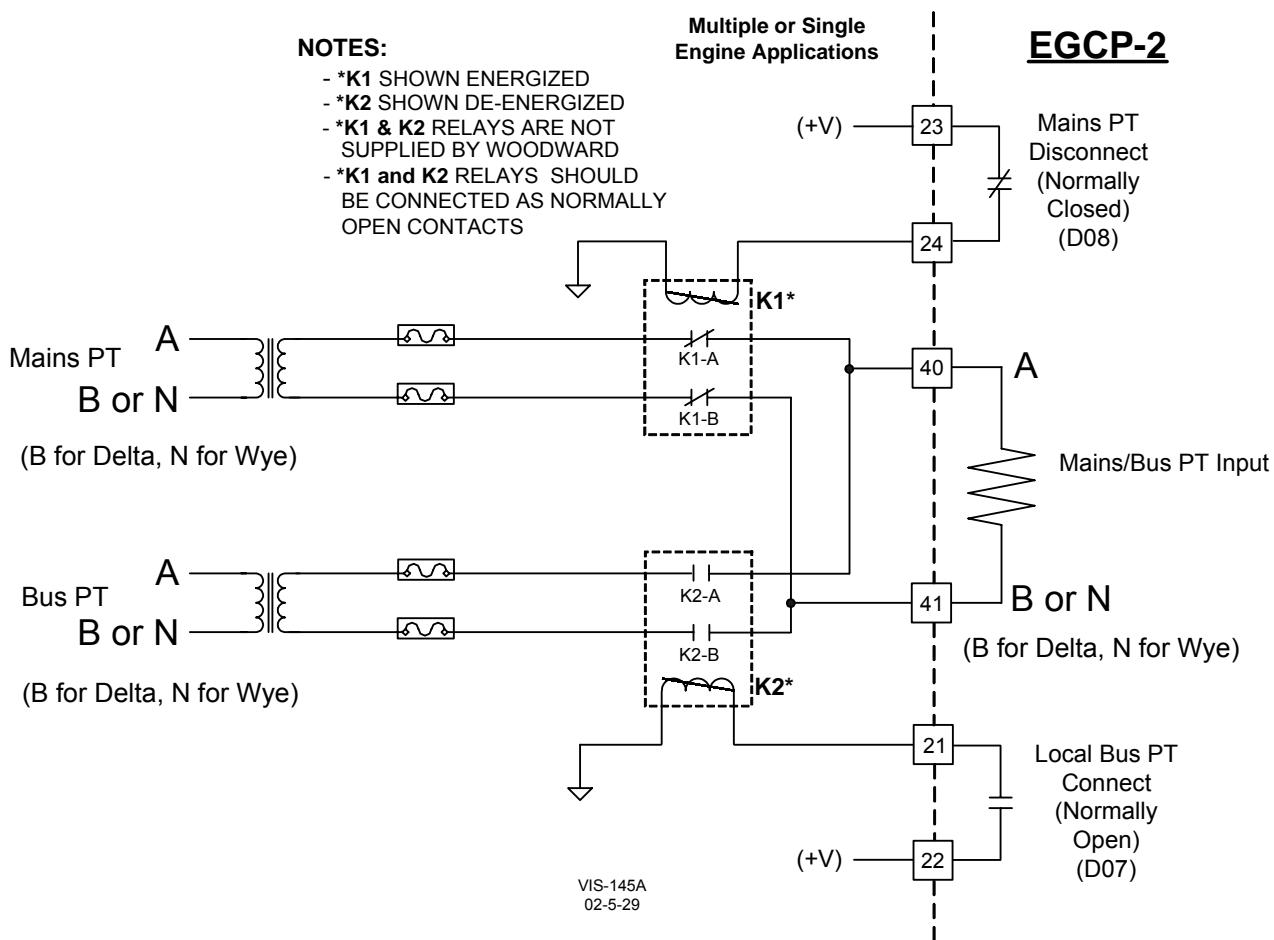 Multiple or Single
Engine Applications
EGCP-2
NOTES:
- *K1 SHOWN ENERGIZED
- *K2 SHOWN DE-ENERGIZED
- *K1 & K2 RELAYS ARE NOT
SUPPLIED BY WOODWARD
- *K1 and K2 RELAYS SHOULD
BE CONNECTED AS NORMALLY
OPEN CONTACTS
(+V)
23
Mains PT
Disconnect
(Normally
Closed)
(D08)
24
K1*
Mains PT
A
B or N
(B for Delta, N for Wye)
K1-A
K1-B
40
A
Mains/Bus PT Input
Bus PT
A
B or N
(B for Delta, N for Wye)
K2-A
K2-B
K2*
41
B or N
(B for Delta, N for Wye)
21
Local Bus PT
Connect
(Normally
Open)
(D07)
(+V)
22
VIS-145A
02-5-29